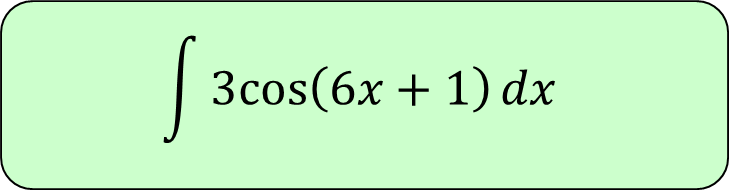 ∫ 3cos(6x + 1) dx